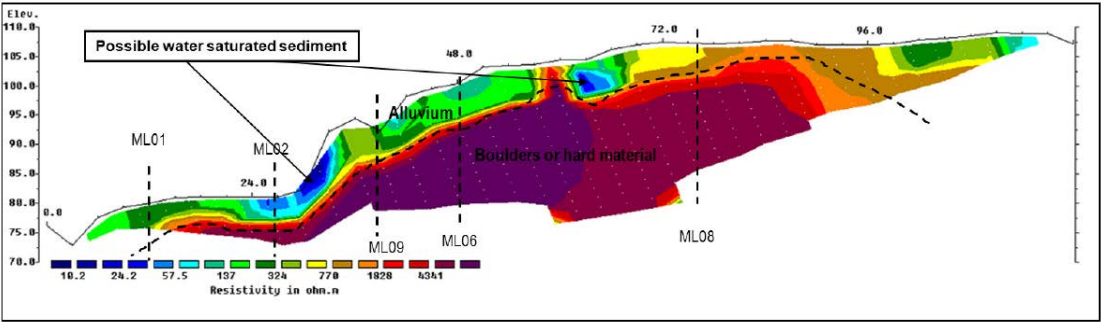 Elev.
110.0
105.0
100.0
95.0
90.0
85.0
80.0
75.0
70.0
Possible water saturated sediment
0.0
24.0
48.0
72.0
96.0
ML01
ML02
ML09
ML06
ML08
Alluvium
Boulders or hard material
10.2 24.2 57.5 137 324 770 1828 4341
Resistivity in ohm.m